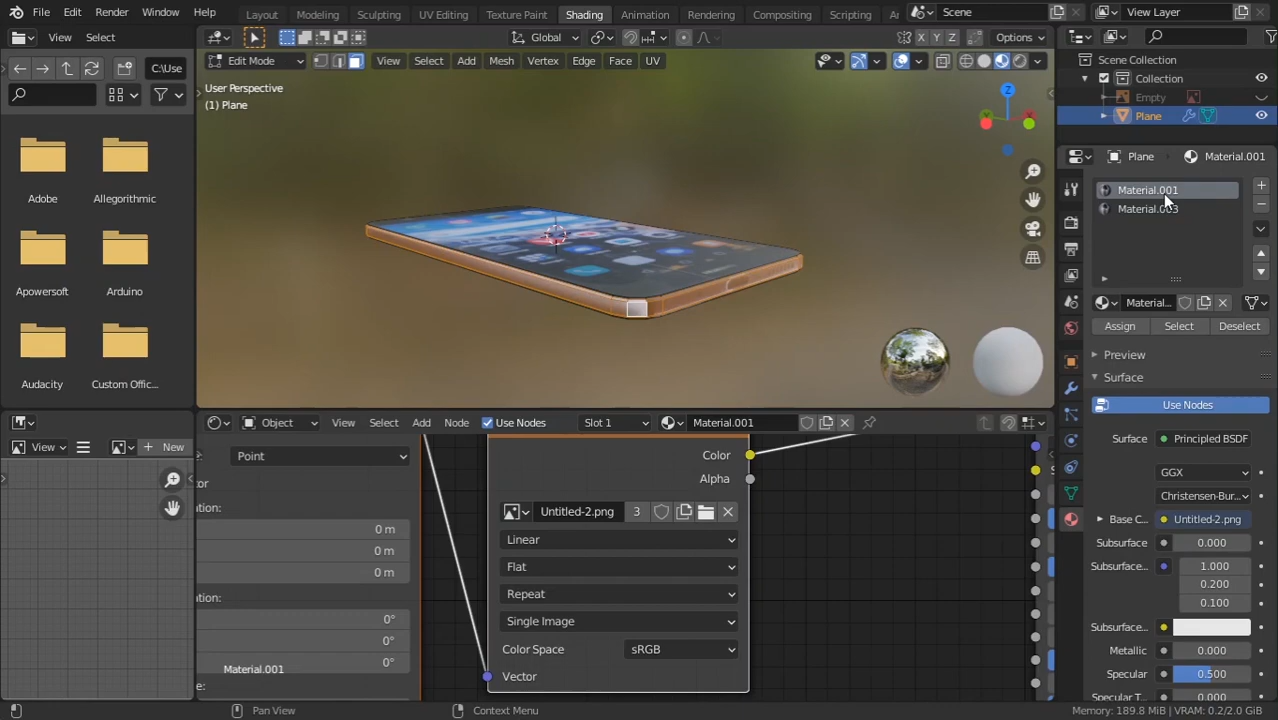 File Edit Render Window Help Layout Modeling Sculpting UV Editing Texture Paint Shading Animation Rendering Compositing Scripting Scene View Layer
View Select Global X Y Z Options
C:\Use Edit Mode View Select Add Mesh Vertex Edge Face UV
Scene Collection
Collection
Empty
Plane
User Perspective
(1) Plane
Z
Adobe Allegorithmic
Apowersoft Arduino
Audacity Custom Offic...
Plane Material.001
Material.001
Material.003
Material...
Assign Select Deselect
Preview
Surface
Use Nodes
Surface Principled BSDF
GGX
Christensen-Bur...
Base C... Untitled-2.png
Subsurface 0.000
Subsurface... 1.000
0.200
0.100
Subsurface...
Metallic 0.000
Specular 0.500
Specular T... 0.000
View New
Object View Select Add Node Use Nodes Slot 1 Material.001
Point
0 m
0 m
0 m
0°
0°
0°
Material.001
Color
Alpha
Untitled-2.png 3
Linear
Flat
Repeat
Single Image
Color Space sRGB
Vector
Pan View Context Menu Memory: 189.8 MiB | VRAM: 0.2/2.0 GiB